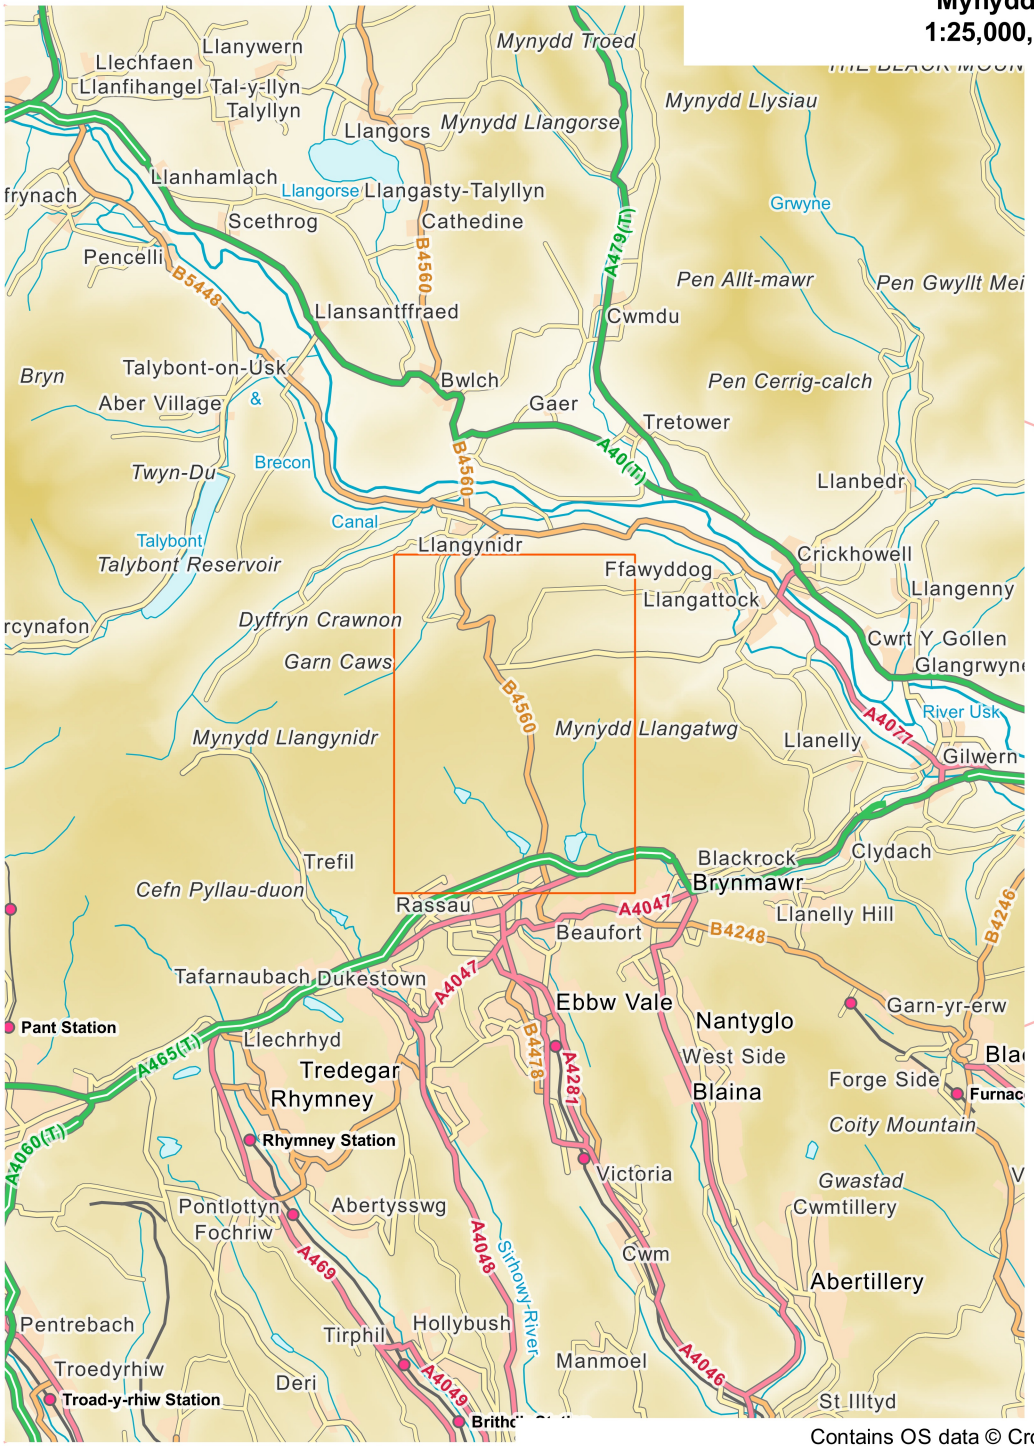 Mynydd
1:25,000,
THE BLACK MOUN
Mynydd Troed
Llanywern
Llechfaen
Llanfihangel Tal-y-llyn
Talyllyn
Mynydd Llysiau
Llangors
Mynydd Llangorse
Llanhamlach
Llangorse
Llangasty-Talyllyn
frynach
Grwyne
Scethrog
Cathedine
A479(T)
Pencelli
B5448
B4560
Pen Allt-mawr
Pen Gwyllt Mei
Llansantffraed
Cwmdu
Talybont-on-Usk
Bryn
Bwlch
Pen Cerrig-calch
&
Aber Village
Gaer
Tretower
Brecon
B4560
A40(T)
Twyn-Du
Llanbedr
Canal
Talybont
Talybont Reservoir
Llangynidr
Crickhowell
Ffawyddog
Llangattock
Llangenny
rcynafon
Dyffryn Crawnon
Cwrt Y Gollen
Garn Caws
Glangrwyne
B4560
River Usk
A4077
Mynydd Llangynidr
Mynydd Llangatwg
Llanelly
Gilwern
Trefil
Blackrock
Clydach
Cefn Pyllau-duon
Brynmawr
Rassau
A4047
Llanelly Hill
B4246
Beaufort
B4248
Tafarnaubach
Dukestown
A4047
Ebbw Vale
Garn-yr-erw
Pant Station
Nantyglo
A465(T)
Llechrhyd
B4478
West Side
Blac
Tredegar
A4281
Forge Side
Rhymney
Blaina
Furnac
Coity Mountain
A4060(T)
Rhymney Station
Victoria
Gwastad
V
Pontlottyn
Abertysswg
Cwmtillery
Fochriw
A469
A4048
Sirhowy-River
Cwm
Abertillery
Pentrebach
Tirphil
Hollybush
Troedyrhiw
Deri
A4049
Manmoel
A4046
Troad-y-rhiw Station
St Illtyd
Contains OS data © Cro